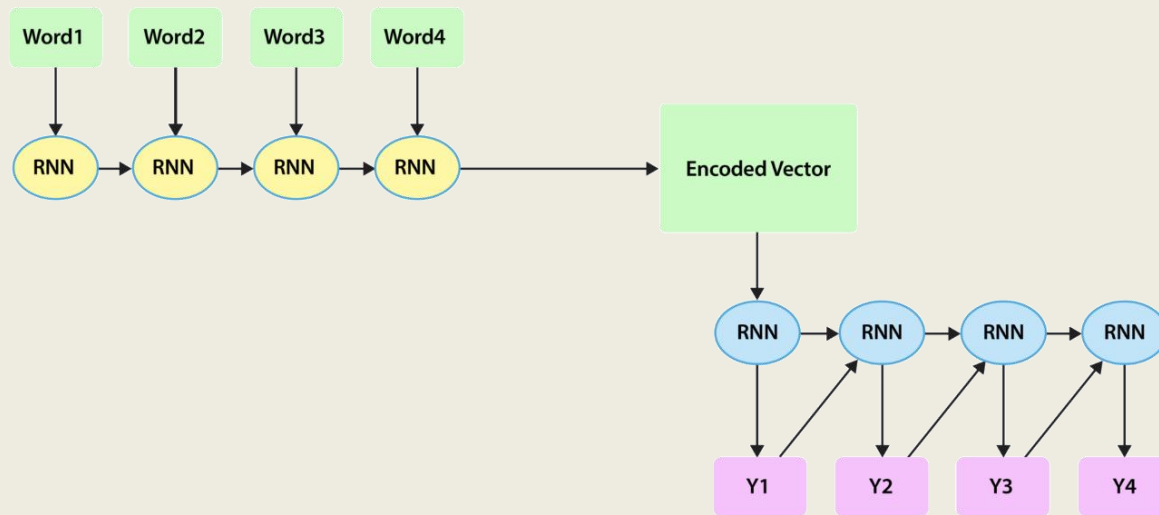 Word1
Word2
Word3
Word4
RNN
RNN
RNN
RNN
Encoded Vector
RNN
RNN
RNN
RNN
Y1
Y2
Y3
Y4